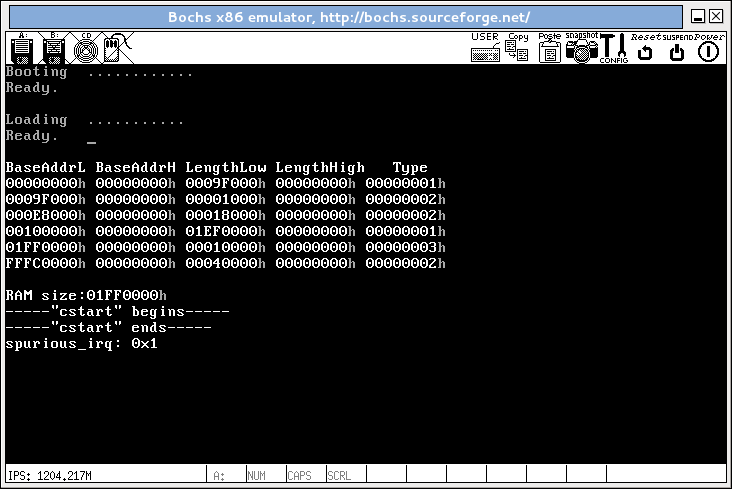 Bochs x86 emulator, http://bochs.sourceforge.net/
A: B: CD USER Copy Poste snapshot CONFIG Reset SUSPEND Power
Booting ............
Ready.
Loading ...........
Ready. _
BaseAddrL BaseAddrH LengthLow LengthHigh Type
00000000h 00000000h 0009F000h 00000000h 00000001h
0009F000h 00000000h 00001000h 00000000h 00000002h
000E8000h 00000000h 00018000h 00000000h 00000002h
00100000h 00000000h 01EF0000h 00000000h 00000001h
01FF0000h 00000000h 00010000h 00000000h 00000003h
FFFC0000h 00000000h 00040000h 00000000h 00000002h
RAM size:01FF0000h
-----"cstart" begins-----
-----"cstart" ends-----
spurious_irq: 0x1
IPS: 1204.217M A: NUM CAPS SCRL